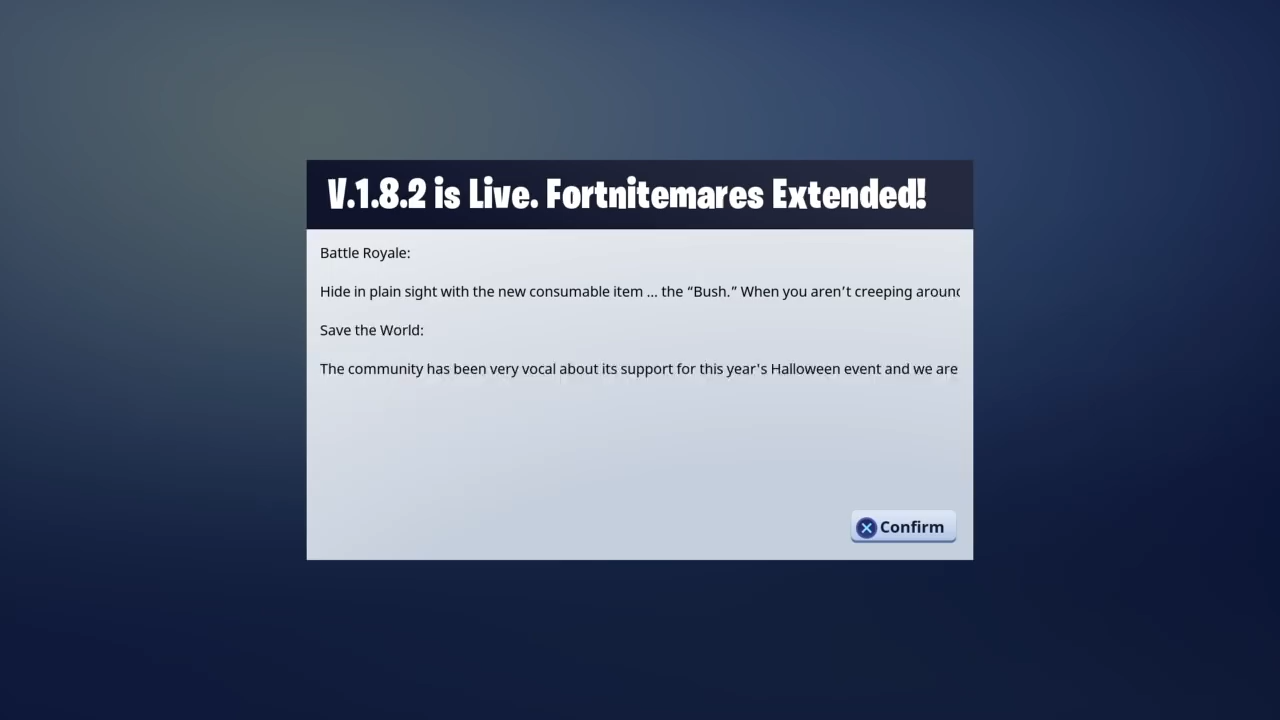 V.1.8.2 is Live. Fortnitemares Extended!
Battle Royale:
Hide in plain sight with the new consumable item ... the “Bush.” When you aren’t creeping around
Save the World:
The community has been very vocal about its support for this year's Halloween event and we are
Confirm